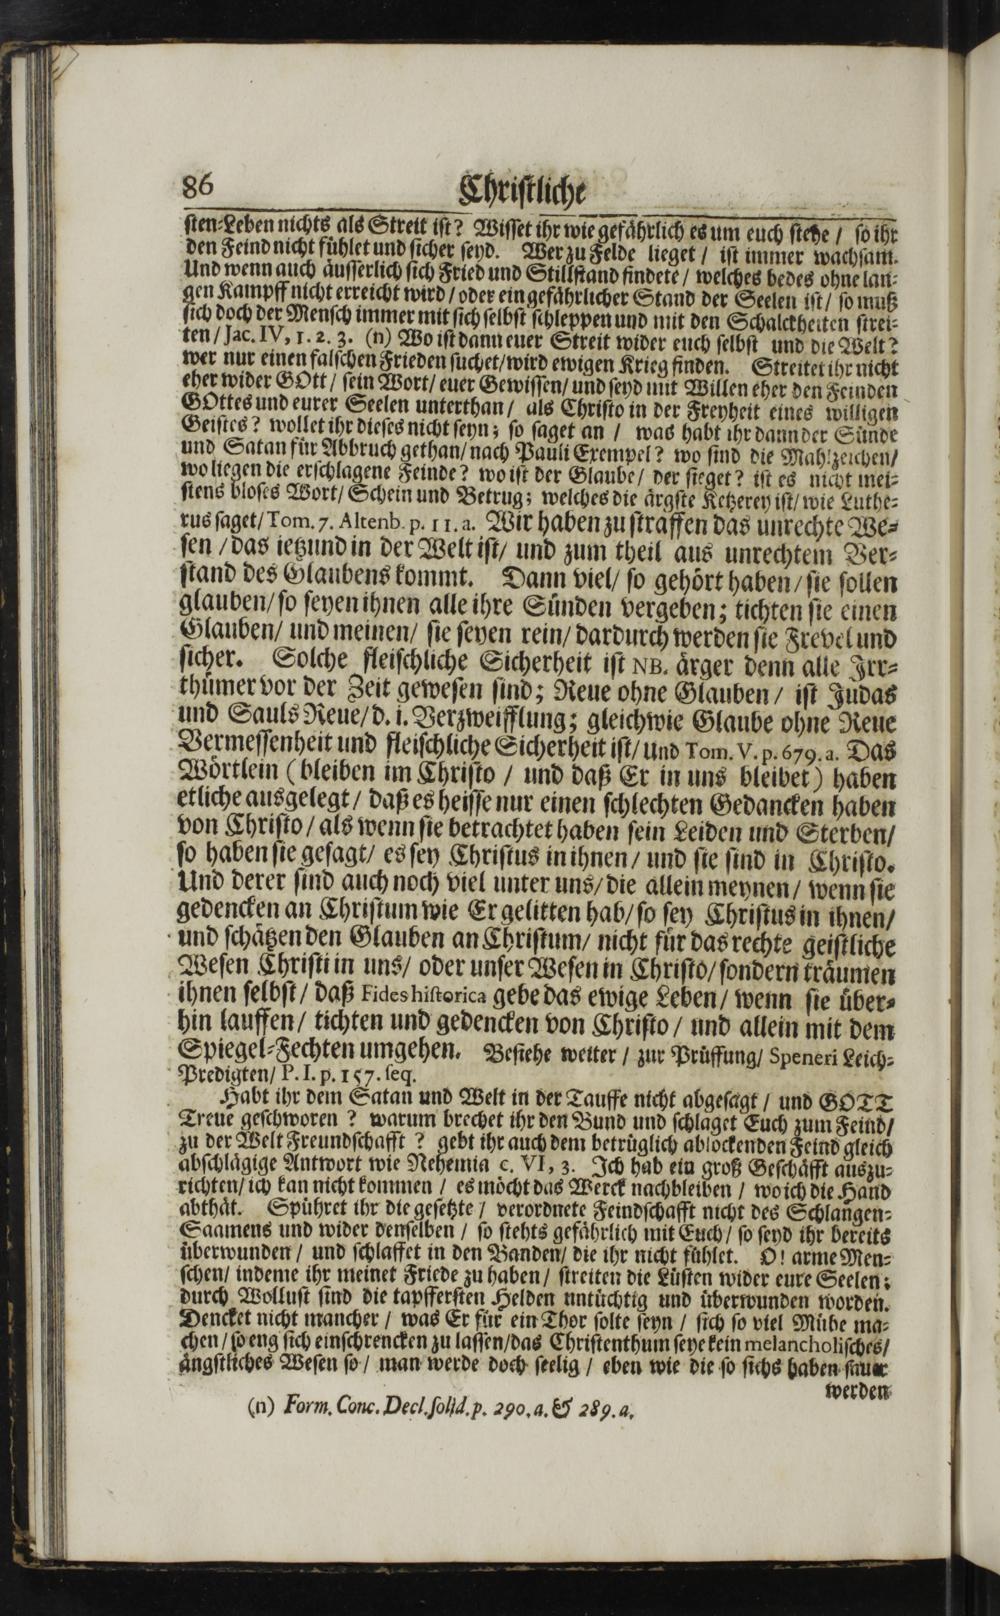 86
Christliche
sten-Leben nichts als Streit ist? Wisset ihr wie gefährlich es um euch stehe / so ihr
den Feind nicht fühlet und sicher seyd. Wer zu Felde lieget / ist immer wachsam.
Und wenn auch äusserlich sich Fried und Stillstand findete / welches bedes ohne lan-
gen Kampff nicht erreicht wird / oder ein gefährlicher Stand der Seelen ist / so muß
sich doch der Mensch immer mit sich selbst schleppen und mit den Schalckheiten strei-
ten / Jac. IV, 1. 2. 3. (n) Wo ist dann euer Streit wider euch selbst und die Welt?
wer nur einen falschen Frieden suchet / wird ewigen Krieg finden. Streitet ihr nicht
eher wider GOtt / sein Wort / euer Gewissen / und seyd mit Willen eher den Feinden
GOttes und eurer Seelen unterthan / als Christo in der Freyheit eines willigen
Geistes? wollet ihr dieses nicht seyn; so saget an / was habt ihr dann der Sünde
und Satan für Abbruch gethan / nach Pauli Exempel? wo sind die Mahlzeichen /
wo liegen die erschlagene Feinde? wo ist der Glaube / der sieget? ist es nicht mei-
stens bloses Wort / Schein und Betrug; welches die ärgste Ketzerey ist / wie Luthe-
rus saget / Tom. 7. Altenb. p. 11. a. Wir haben zu straffen das unrechte We-
sen / das ietzund in der Welt ist / und zum theil aus unrechtem Ver-
stand des Glaubens kommt. Dann viel / so gehört haben / sie sollen
glauben / so seyen ihnen alle ihre Sünden vergeben; tichten sie einen
Glauben / und meinen / sie seyen rein / dardurch werden sie Frevel und
sicher. Solche fleischliche Sicherheit ist NB. ärger denn alle Irr-
thümer vor der Zeit gewesen sind; Reue ohne Glauben / ist Judas
und Sauls Reue / d. i. Verzweifflung; gleichwie Glaube ohne Reue
Vermessenheit und fleischliche Sicherheit ist / und Tom. V. p. 679. a. Das
Wörtlein (bleiben im Christo / und daß Er in uns bleibet) haben
etliche ausgelegt / daß es heisse nur einen schlechten Gedancken haben
von Christo / als wenn sie betrachtet haben sein Leiden und Sterben /
so haben sie gesagt / es sey Christus in ihnen / und sie sind in Christo.
Und derer sind auch noch viel unter uns / die allein meynen / wenn sie
gedencken an Christum wie Er gelitten hab / so sey Christus in ihnen /
und schätzen den Glauben an Christum / nicht für das rechte geistliche
Wesen Christi in uns / oder unser Wesen in Christo / sondern träumen
ihnen selbst / daß Fides historica gebe das ewige Leben / wenn sie über-
hin lauffen / tichten und gedencken von Christo / und allein mit dem
Spiegel-Fechten umgehen. Besiehe weiter / zur Prüffung / Speneri Leich-
Predigten / P. I. p. 157. seq.
Habt ihr dem Satan und Welt in der Tauffe nicht abgesagt / und GOTT
Treue geschworen? warum brechet ihr den Bund und schlaget Euch zum Feind /
zu der Welt Freundschafft? gebt ihr auch dem betrüglich ablockenden Feind gleich
abschlägige Antwort wie Nehemia c. VI, 3. Ich hab ein groß Geschäfft auszu-
richten / ich kan nicht kommen / es möcht das Werck nachbleiben / wo ich die Hand
abthät. Spühret ihr die gesetzte / verordnete Feindschafft nicht des Schlangen-
Saamens und wider denselben / so stehts gefährlich mit Euch / so seyd ihr bereits
überwunden / und schlaffet in den Banden / die ihr nicht fühlet. O! arme Men-
schen / indeme ihr meinet Friede zu haben / streiten die Lüsten wider eure Seelen;
durch Wollust sind die tapffersten Helden untüchtig und überwunden worden.
Dencket nicht mancher / was Er für ein Thor solte seyn / sich so viel Mühe ma-
chen / so eng sich einschrencken zu lassen / das Christenthum seye kein melancholisches /
ängstliches Wesen so / man werde doch seelig / eben wie die so sichs haben sauer
werden
(n) Form. Conc. Decl. solid. p. 290. a. & 289. a.